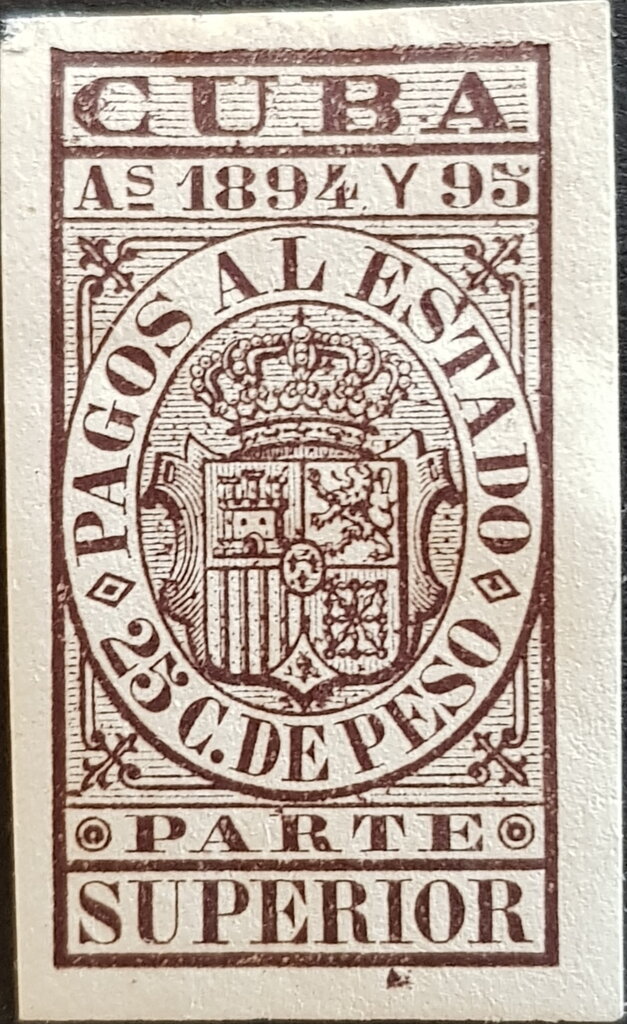 CUBA
As 1894 Y 95
PAGOS AL ESTADO
25 C. DE PESO
PARTE
SUPERIOR